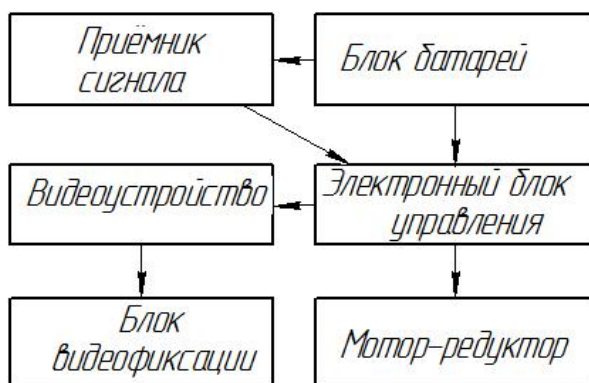 Приёмник
сигнала
Блок батарей
Видеоустройство
Электронный блок
управления
Блок
видеофиксации
Мотор-редуктор